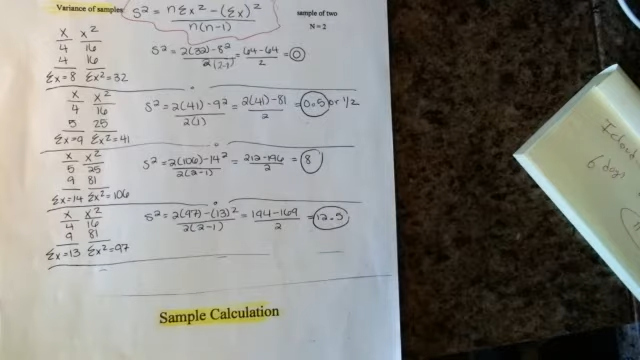 Variance of samples
S² = nΣx² - (Σx)²
n(n-1)
sample of two
N = 2
x x²
4 16
4 16
Σx=8 Σx²=32
S² = 2(32)-8² = 64-64 = 0
2(2-1) 2
x x²
4 16
5 25
Σx=9 Σx²=41
S² = 2(41)-9² = 2(41)-81 = 0.5 or 1/2
2(1) 2
x x²
5 25
9 81
Σx=14 Σx²=106
S² = 2(106)-14² = 212-196 = 8
2(2-1) 2
x x²
4 16
9 81
Σx=13 Σx²=97
S² = 2(97)-(13)² = 194-169 = 12.5
2(2-1) 2
Sample Calculation